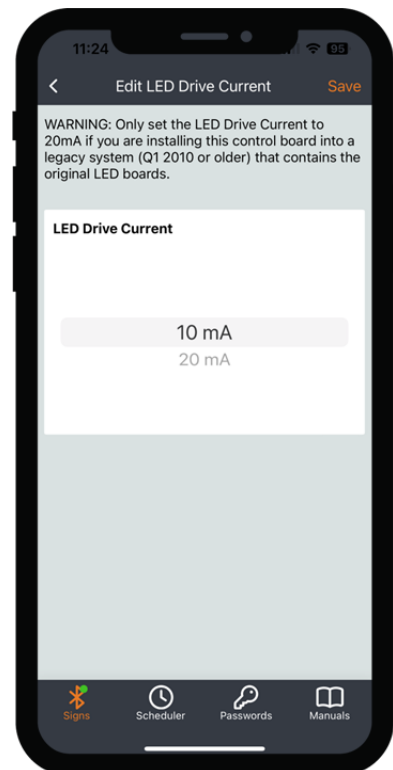 11:24
95
Edit LED Drive Current
Save
WARNING: Only set the LED Drive Current to
20mA if you are installing this control board into a
legacy system (Q1 2010 or older) that contains the
original LED boards.
LED Drive Current
10 mA
20 mA
Signs
Scheduler
Passwords
Manuals